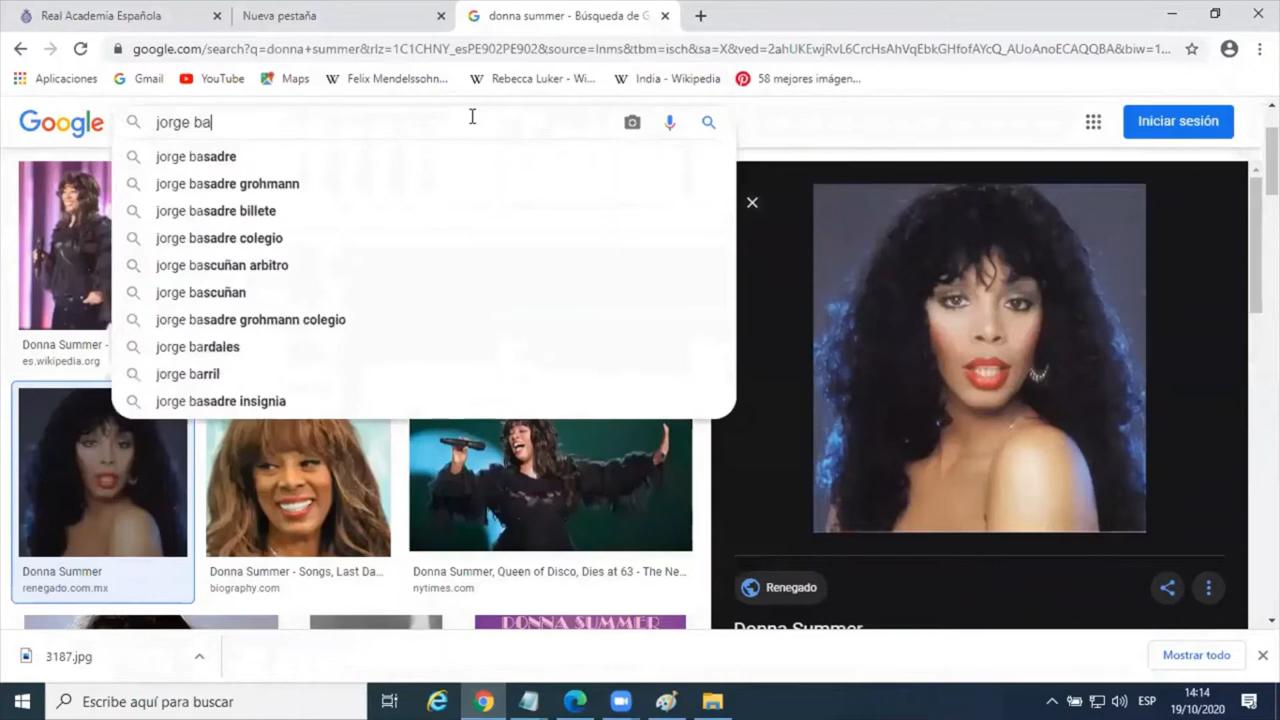 Real Academia Española
Nueva pestaña
donna summer - Búsqueda de G
google.com/search?q=donna+summer&rlz=1C1CHNY_esPE902PE902&source=lnms&tbm=isch&sa=X&ved=2ahUKEwjRvL6CrcHsAhVqEbkGHfofAYcQ_AUoAnoECAQQBA&biw=1...
Aplicaciones
Gmail
YouTube
Maps
Felix Mendelssohn...
Rebecca Luker - Wi...
India - Wikipedia
58 mejores imágen...
Google
jorge ba
Iniciar sesión
jorge basadre
jorge basadre grohmann
jorge basadre billete
jorge basadre colegio
jorge bascuñan arbitro
jorge bascuñan
jorge basadre grohmann colegio
jorge bardales
jorge barril
jorge basadre insignia
Donna Summer -
es.wikipedia.org
Donna Summer
renegado.com.mx
Donna Summer - Songs, Last Da...
biography.com
Donna Summer, Queen of Disco, Dies at 63 - The Ne...
nytimes.com
DONNA SUMMER
Renegado
Donna Summer
3187.jpg
Mostrar todo
Escribe aquí para buscar
ESP
14:14
19/10/2020